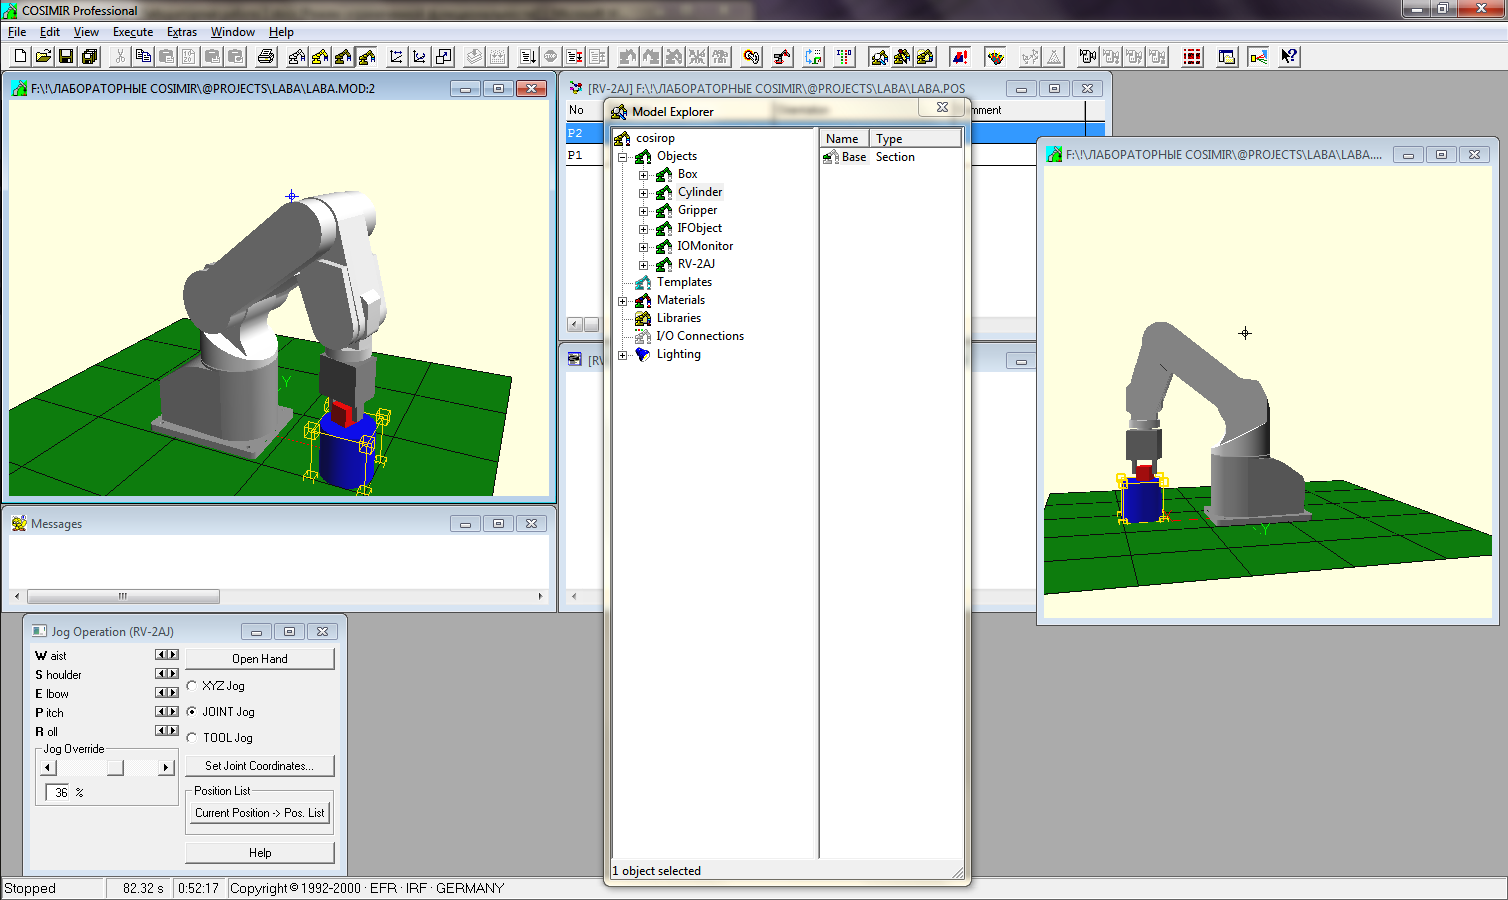 COSIMIR Professional
File Edit View Execute Extras Window Help
F:\!\ЛАБОРАТОРНЫЕ COSIMIR\@PROJECTS\LABA\LABA.MOD:2
Y
[RV-2AJ] F:\!\ЛАБОРАТОРНЫЕ COSIMIR\@PROJECTS\LABA\LABA.POS
No Orientation mment
P2
P1
[RV
Model Explorer
cosirop
Objects
Box
Cylinder
Gripper
IFObject
IOMonitor
RV-2AJ
Templates
Materials
Libraries
I/O Connections
Lighting
Name Type
Base Section
1 object selected
F:\!\ЛАБОРАТОРНЫЕ COSIMIR\@PROJECTS\LABA\LABA....
Y
Messages
Jog Operation (RV-2AJ)
W aist
S houlder
E lbow
P itch
R oll
Jog Override
36 %
Open Hand
XYZ Jog
JOINT Jog
TOOL Jog
Set Joint Coordinates...
Position List
Current Position -> Pos. List
Help
Stopped 82.32 s 0:52:17 Copyright © 1992-2000 · EFR · IRF · GERMANY